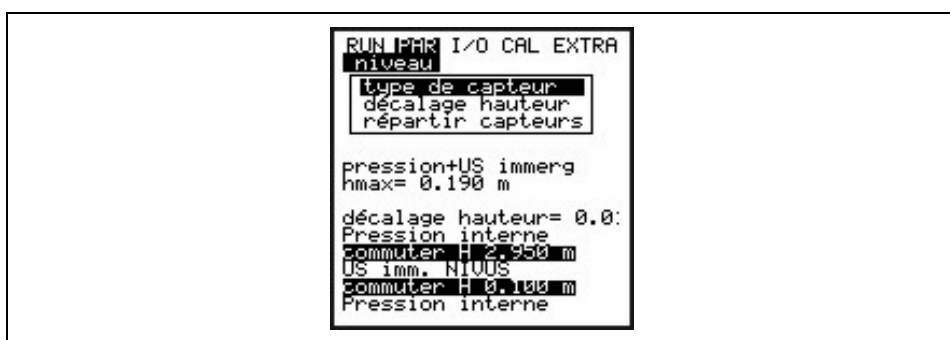 RUN PAR I/O CAL EXTRA
niveau
type de capteur
décalage hauteur
répartir capteurs
pression+US immerg
hmax= 0.190 m
décalage hauteur= 0.0
Pression interne
commuter H 2.950 m
US imm. NIVUS
commuter H 0.100 m
Pression interne